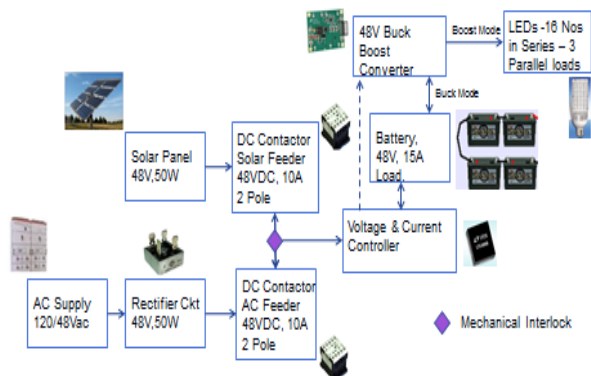 48V Buck
Boost
Converter
Boost Mode
LEDs -16 Nos
in Series – 3
Parallel loads
Buck Mode
DC Contactor
Solar Feeder
48VDC, 10A
2 Pole
Battery,
48V, 15A
Load,
Solar Panel
48V,50W
Voltage & Current
Controller
AC Supply
120/48Vac
Rectifier Ckt
48V,50W
DC Contactor
AC Feeder
48VDC, 10A
2 Pole
Mechanical Interlock